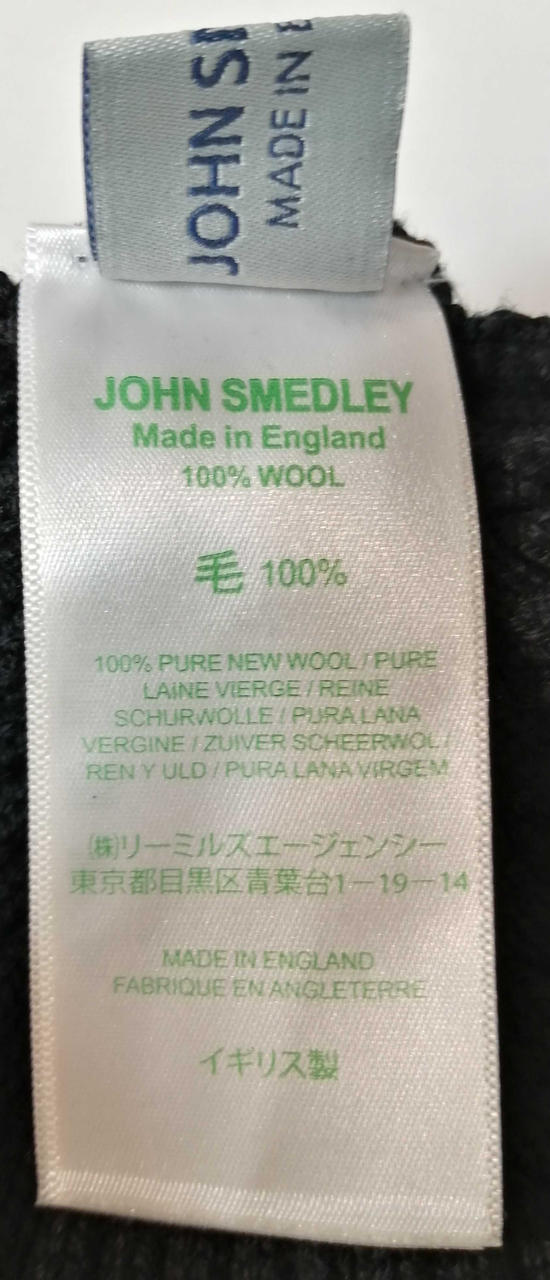 JOHN SM
MADE IN E
JOHN SMEDLEY
Made in England
100% WOOL
毛 100%
100% PURE NEW WOOL / PURE
LAINE VIERGE / REINE
SCHURWOLLE / PURA LANA
VERGINE / ZUIVER SCHEERWOL /
REN Y ULD / PURA LANA VIRGEM
㈱リーミルズエージェンシー
東京都目黒区青葉台1-19-14
MADE IN ENGLAND
FABRIQUE EN ANGLETERRE
イギリス製